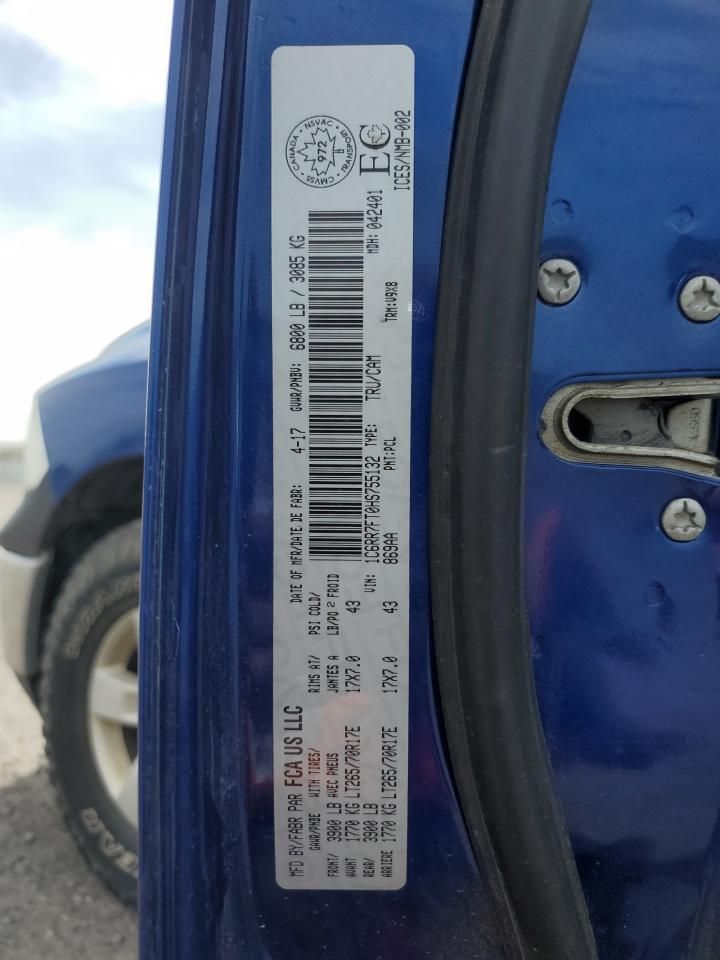 MFD BY/FABR PAR FCA US LLC
DATE OF MFR/DATE DE FABR: 4-17
GVWR/PNBV: 6800 LB / 3085 KG
GAWR/PNBE WITH TIRES/ RIMS AT/ PSI COLD/
AVEC PNEUS JANTES A LB/PO2 FROID
FRONT/ 3900 LB
AVANT 1770 KG LT265/70R17E 17X7.0 43
REAR/ 3900 LB
ARRIERE 1770 KG LT265/70R17E 17X7.0 43
VIN: 1C6RR7FT0HS755132 TYPE: TRU/CAM MDH: 042401
869AA PNT:PCL TRM:V9X8
CANADA NSVAC TRANSPORT CMVSS
972
EC
ICES/NMB-002